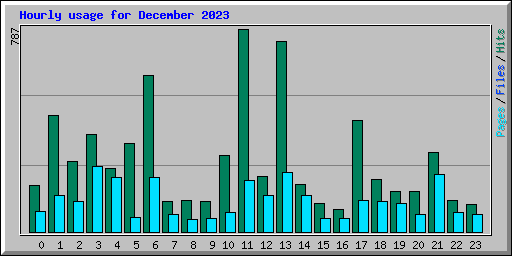 Hourly usage for December 2023
787
Pages/Files/Hits
0 1 2 3 4 5 6 7 8 9 10 11 12 13 14 15 16 17 18 19 20 21 22 23